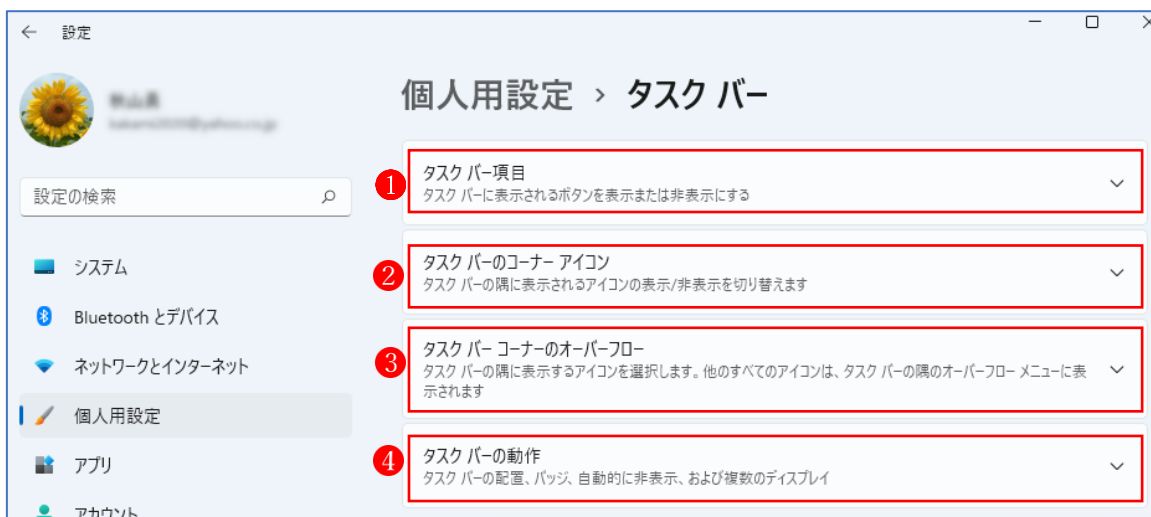 設定
個人用設定 › タスク バー
設定の検索
システム
Bluetooth とデバイス
ネットワークとインターネット
個人用設定
アプリ
アカウント
1
タスク バー項目
タスク バーに表示されるボタンを表示または非表示にする
2
タスク バーのコーナー アイコン
タスク バーの隅に表示されるアイコンの表示/非表示を切り替えます
3
タスク バー コーナーのオーバーフロー
タスク バーの隅に表示するアイコンを選択します。他のすべてのアイコンは、タスク バーの隅のオーバーフロー メニューに表
示されます
4
タスク バーの動作
タスク バーの配置、バッジ、自動的に非表示、および複数のディスプレイ